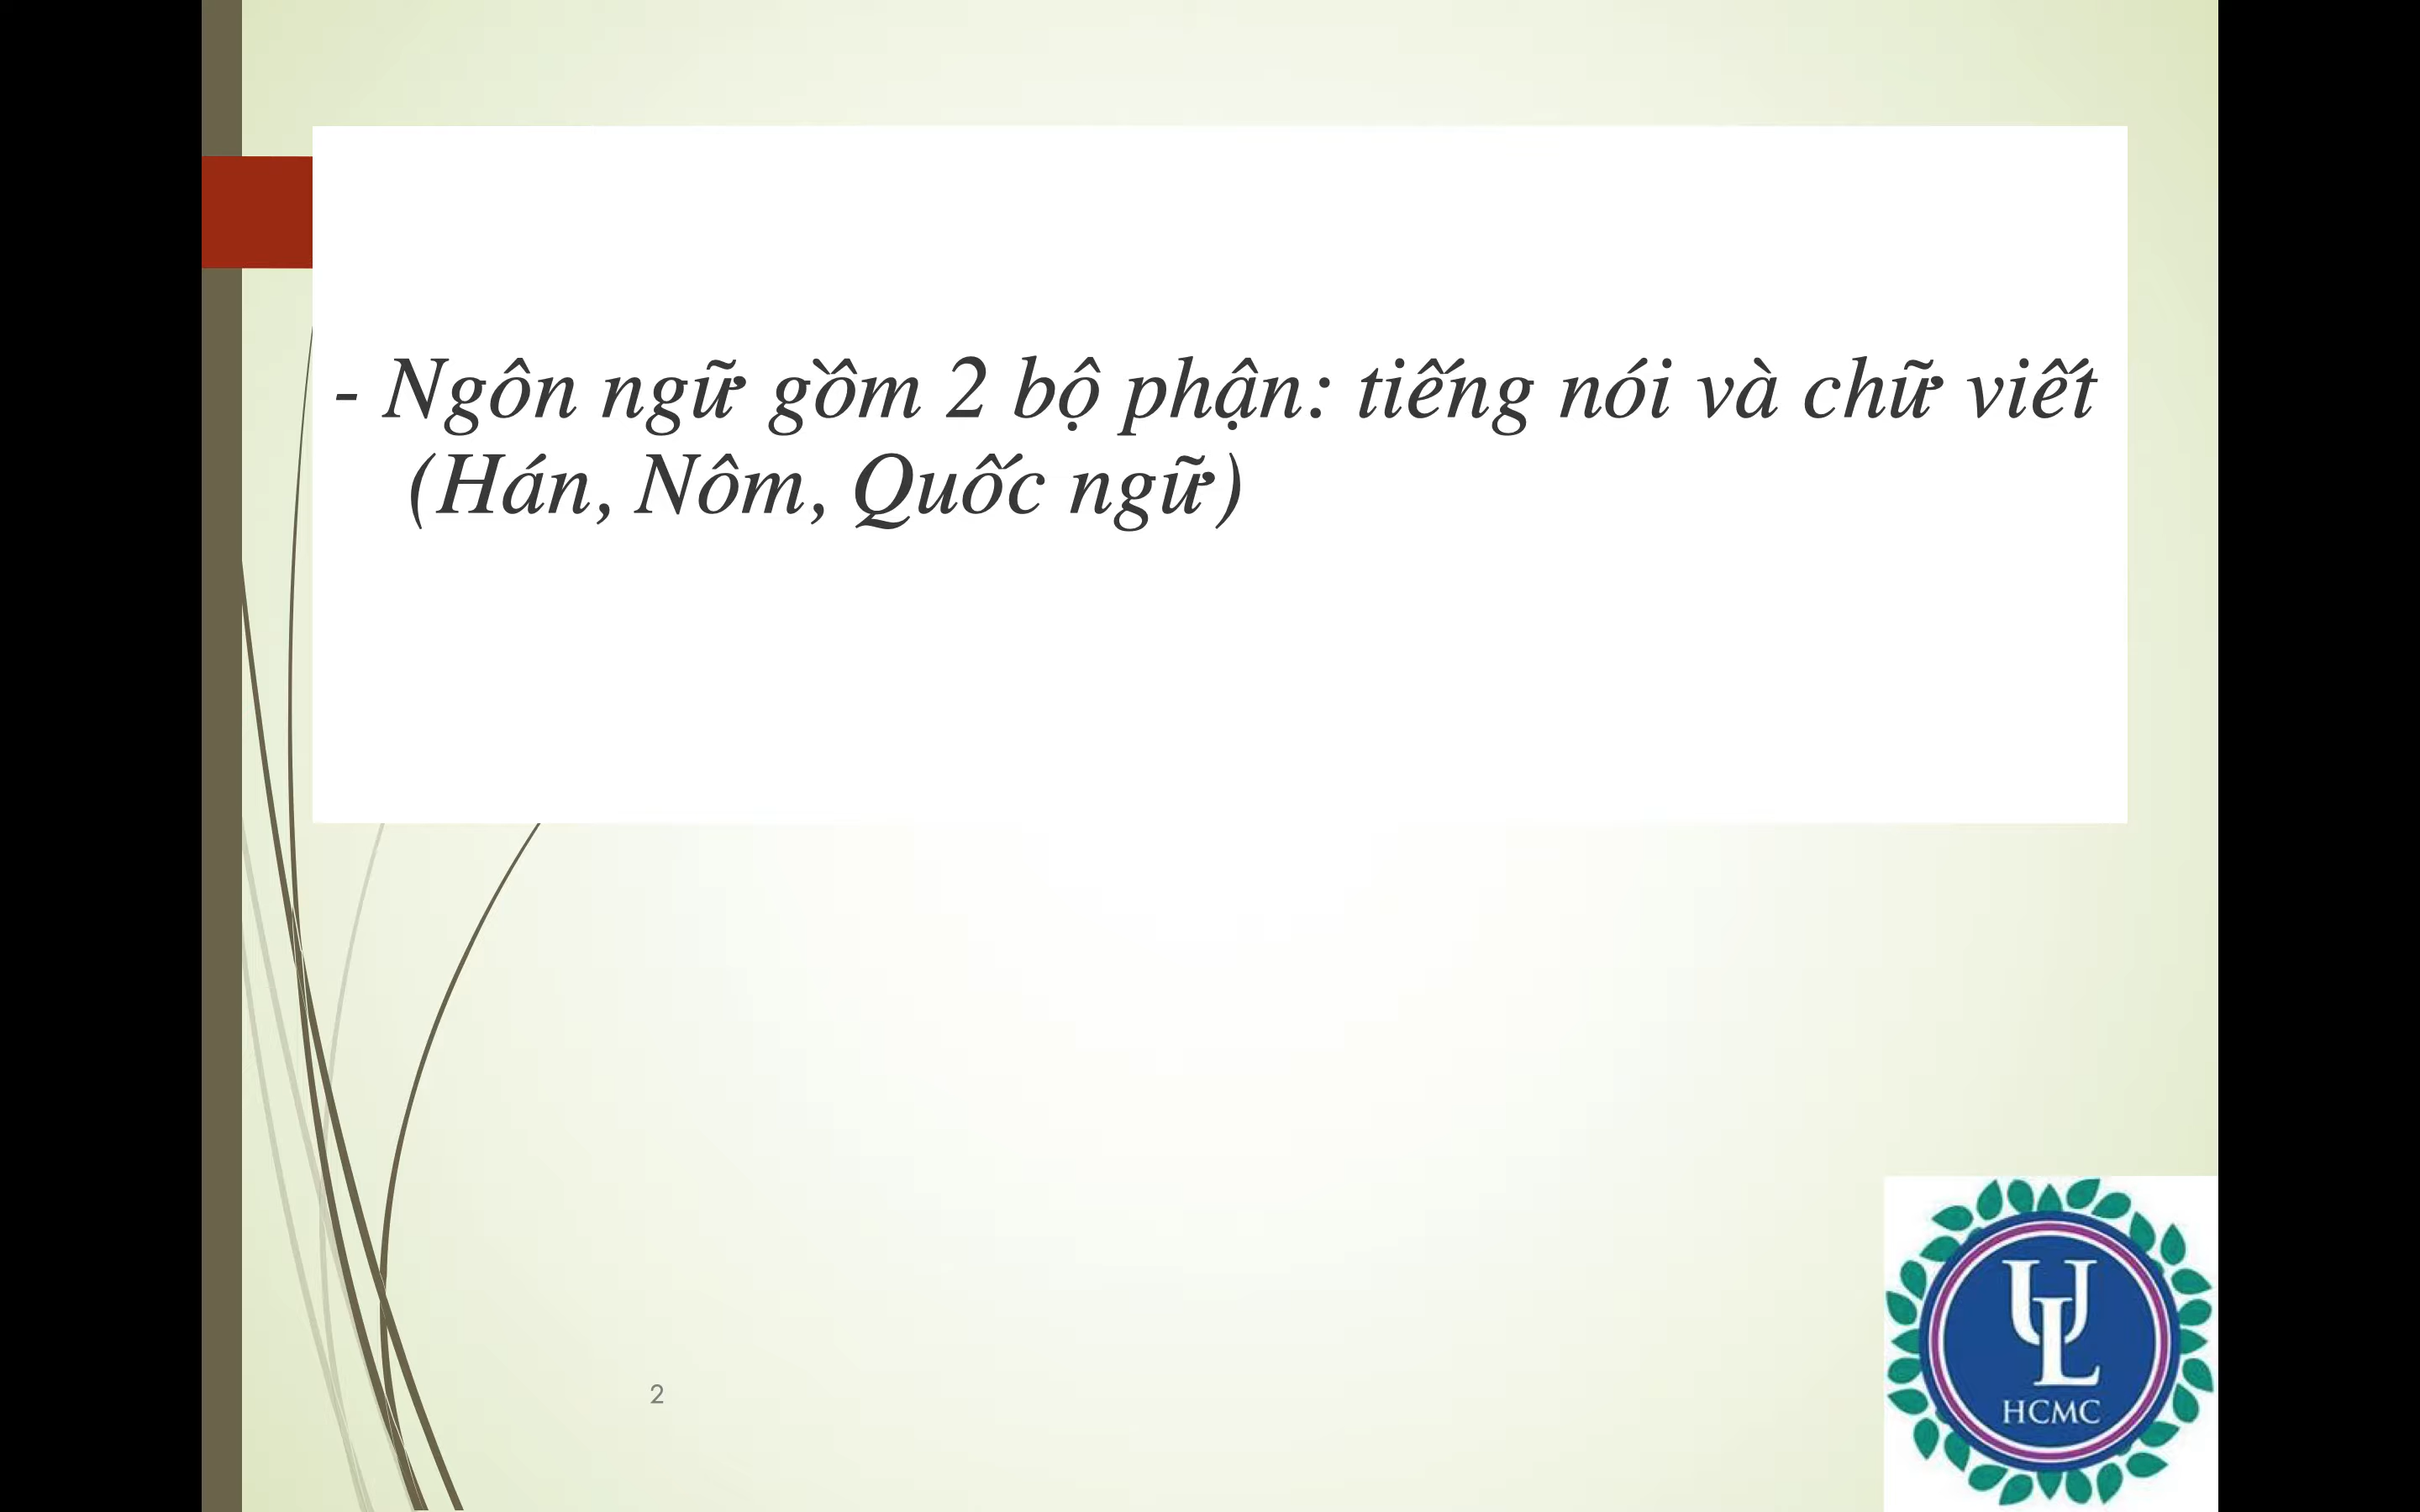 - Ngôn ngữ gồm 2 bộ phận: tiếng nói và chữ viết
(Hán, Nôm, Quốc ngữ)
2
UL
HCMC